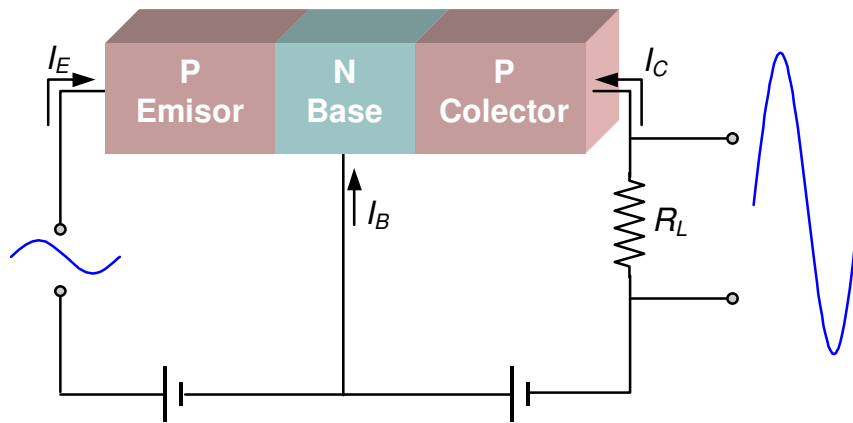 I_E
P
Emisor
N
Base
P
Colector
I_C
I_B
R_L